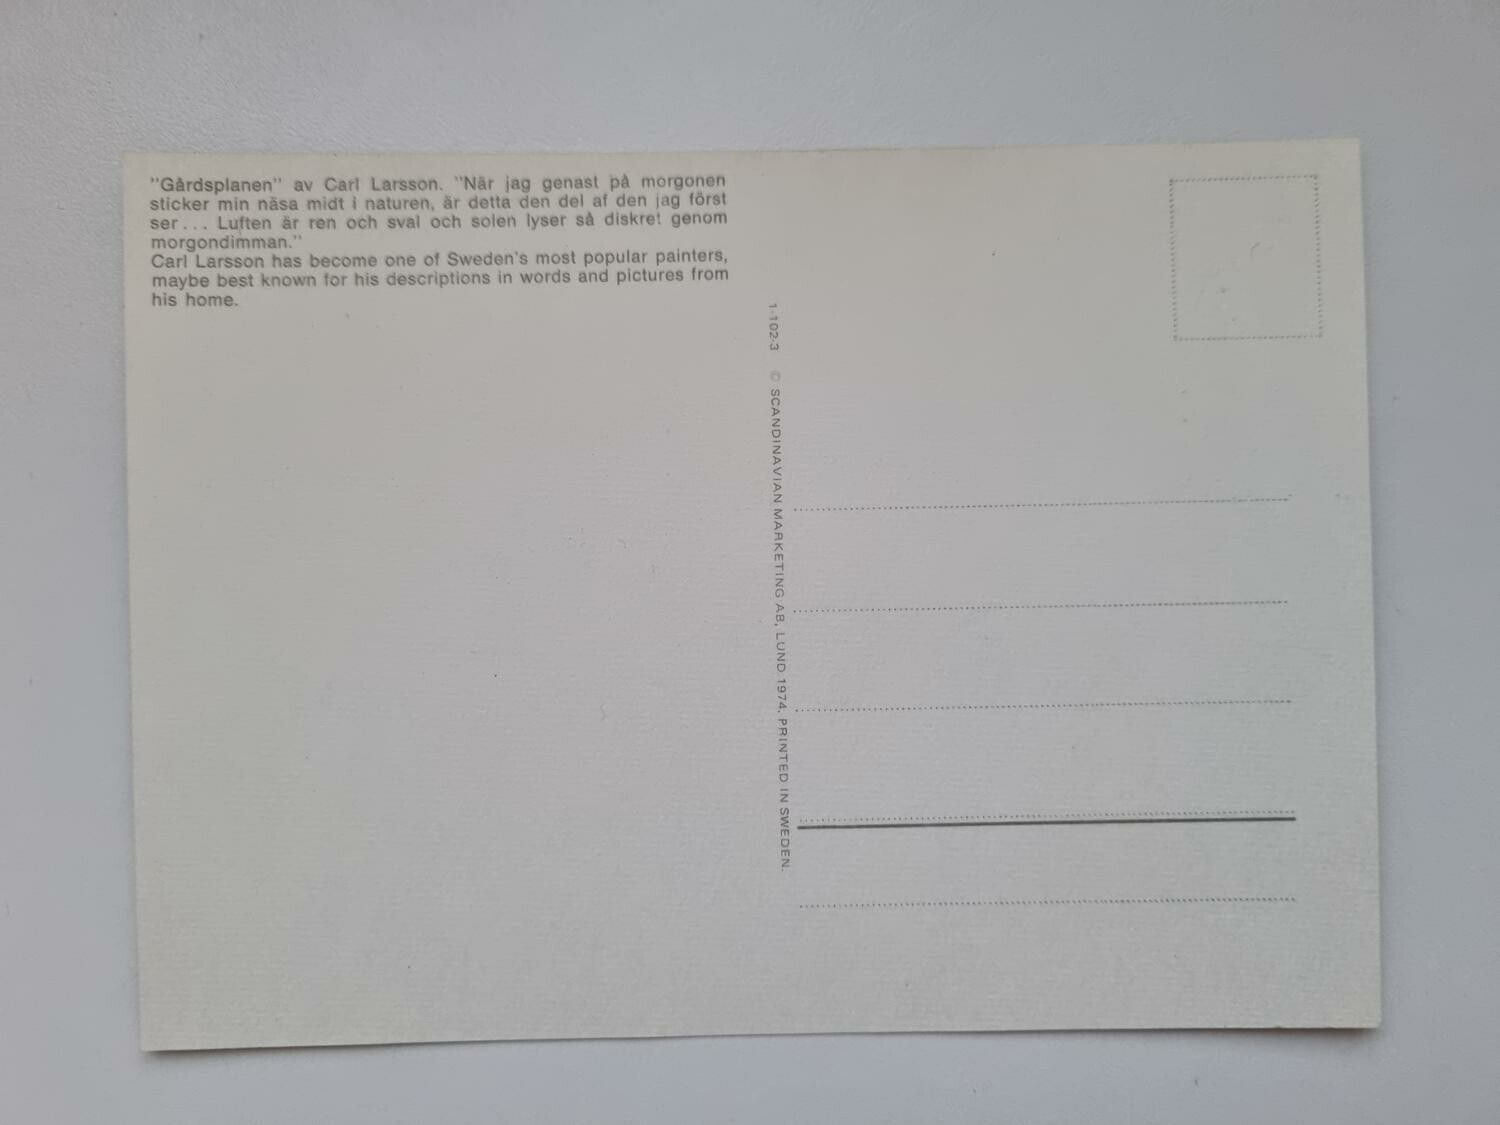 "Gårdsplanen" av Carl Larsson. "När jag genast på morgonen
sticker min näsa midt i naturen, är detta den del af den jag först
ser... Luften är ren och sval och solen lyser så diskret genom
morgondimman."
Carl Larsson has become one of Sweden's most popular painters,
maybe best known for his descriptions in words and pictures from
his home.
1-102-3 © SCANDINAVIAN MARKETING AB, LUND 1974. PRINTED IN SWEDEN.